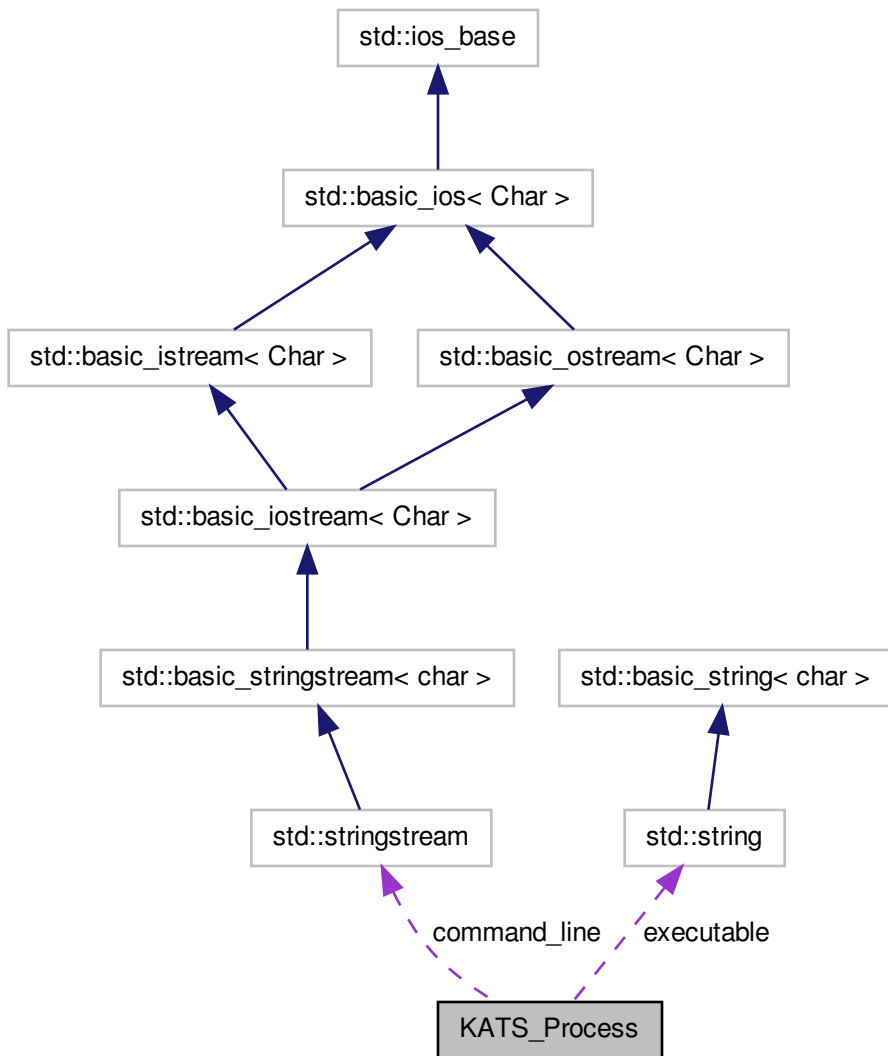 std::ios_base
std::basic_ios< Char >
std::basic_istream< Char >
std::basic_ostream< Char >
std::basic_iostream< Char >
std::basic_stringstream< char >
std::basic_string< char >
std::stringstream
std::string
command_line
executable
KATS_Process